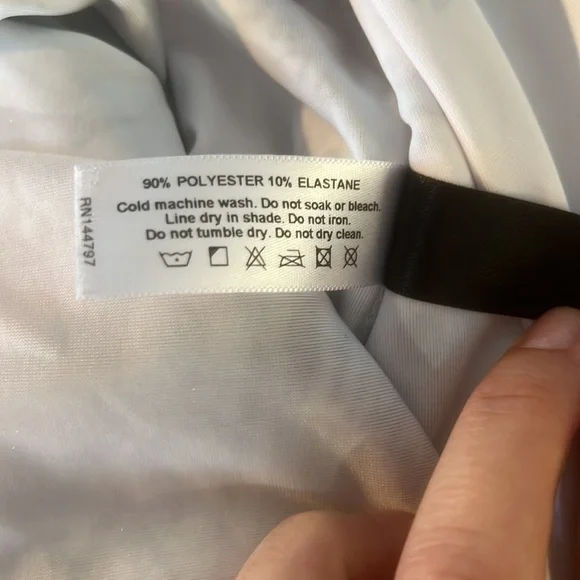 90% POLYESTER 10% ELASTANE
Cold machine wash. Do not soak or bleach.
Line dry in shade. Do not iron.
Do not tumble dry. Do not dry clean.
RN144797